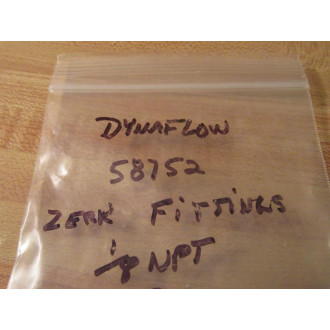 DYNAFLOW
58752
ZERK FITTINGS
1/8 NPT